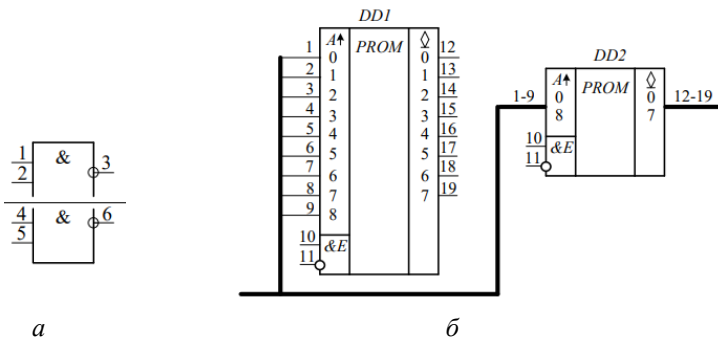 DD1
A PROM
1 0 0 12
2 1 1 13
3 2 2 14
4 3 3 15
5 4 4 16
6 5 5 17
7 6 6 18
8 7 7 19
9 8
10 &E
11
DD2
A PROM
1-9 0 0 12-19
8 7
10 &E
11
1 & 3
2
4 & 6
5
а
б